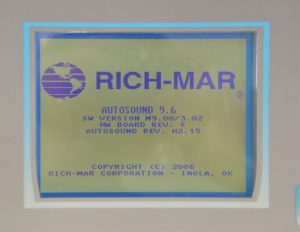 RICH-MAR®
AUTOSOUND 9.6
SW VERSION M9.00/3.02
HW BOARD REV. F
AUTOSOUND REV. H2.15
COPYRIGHT (C) 2006
RICH-MAR CORPORATION - INOLA, OK